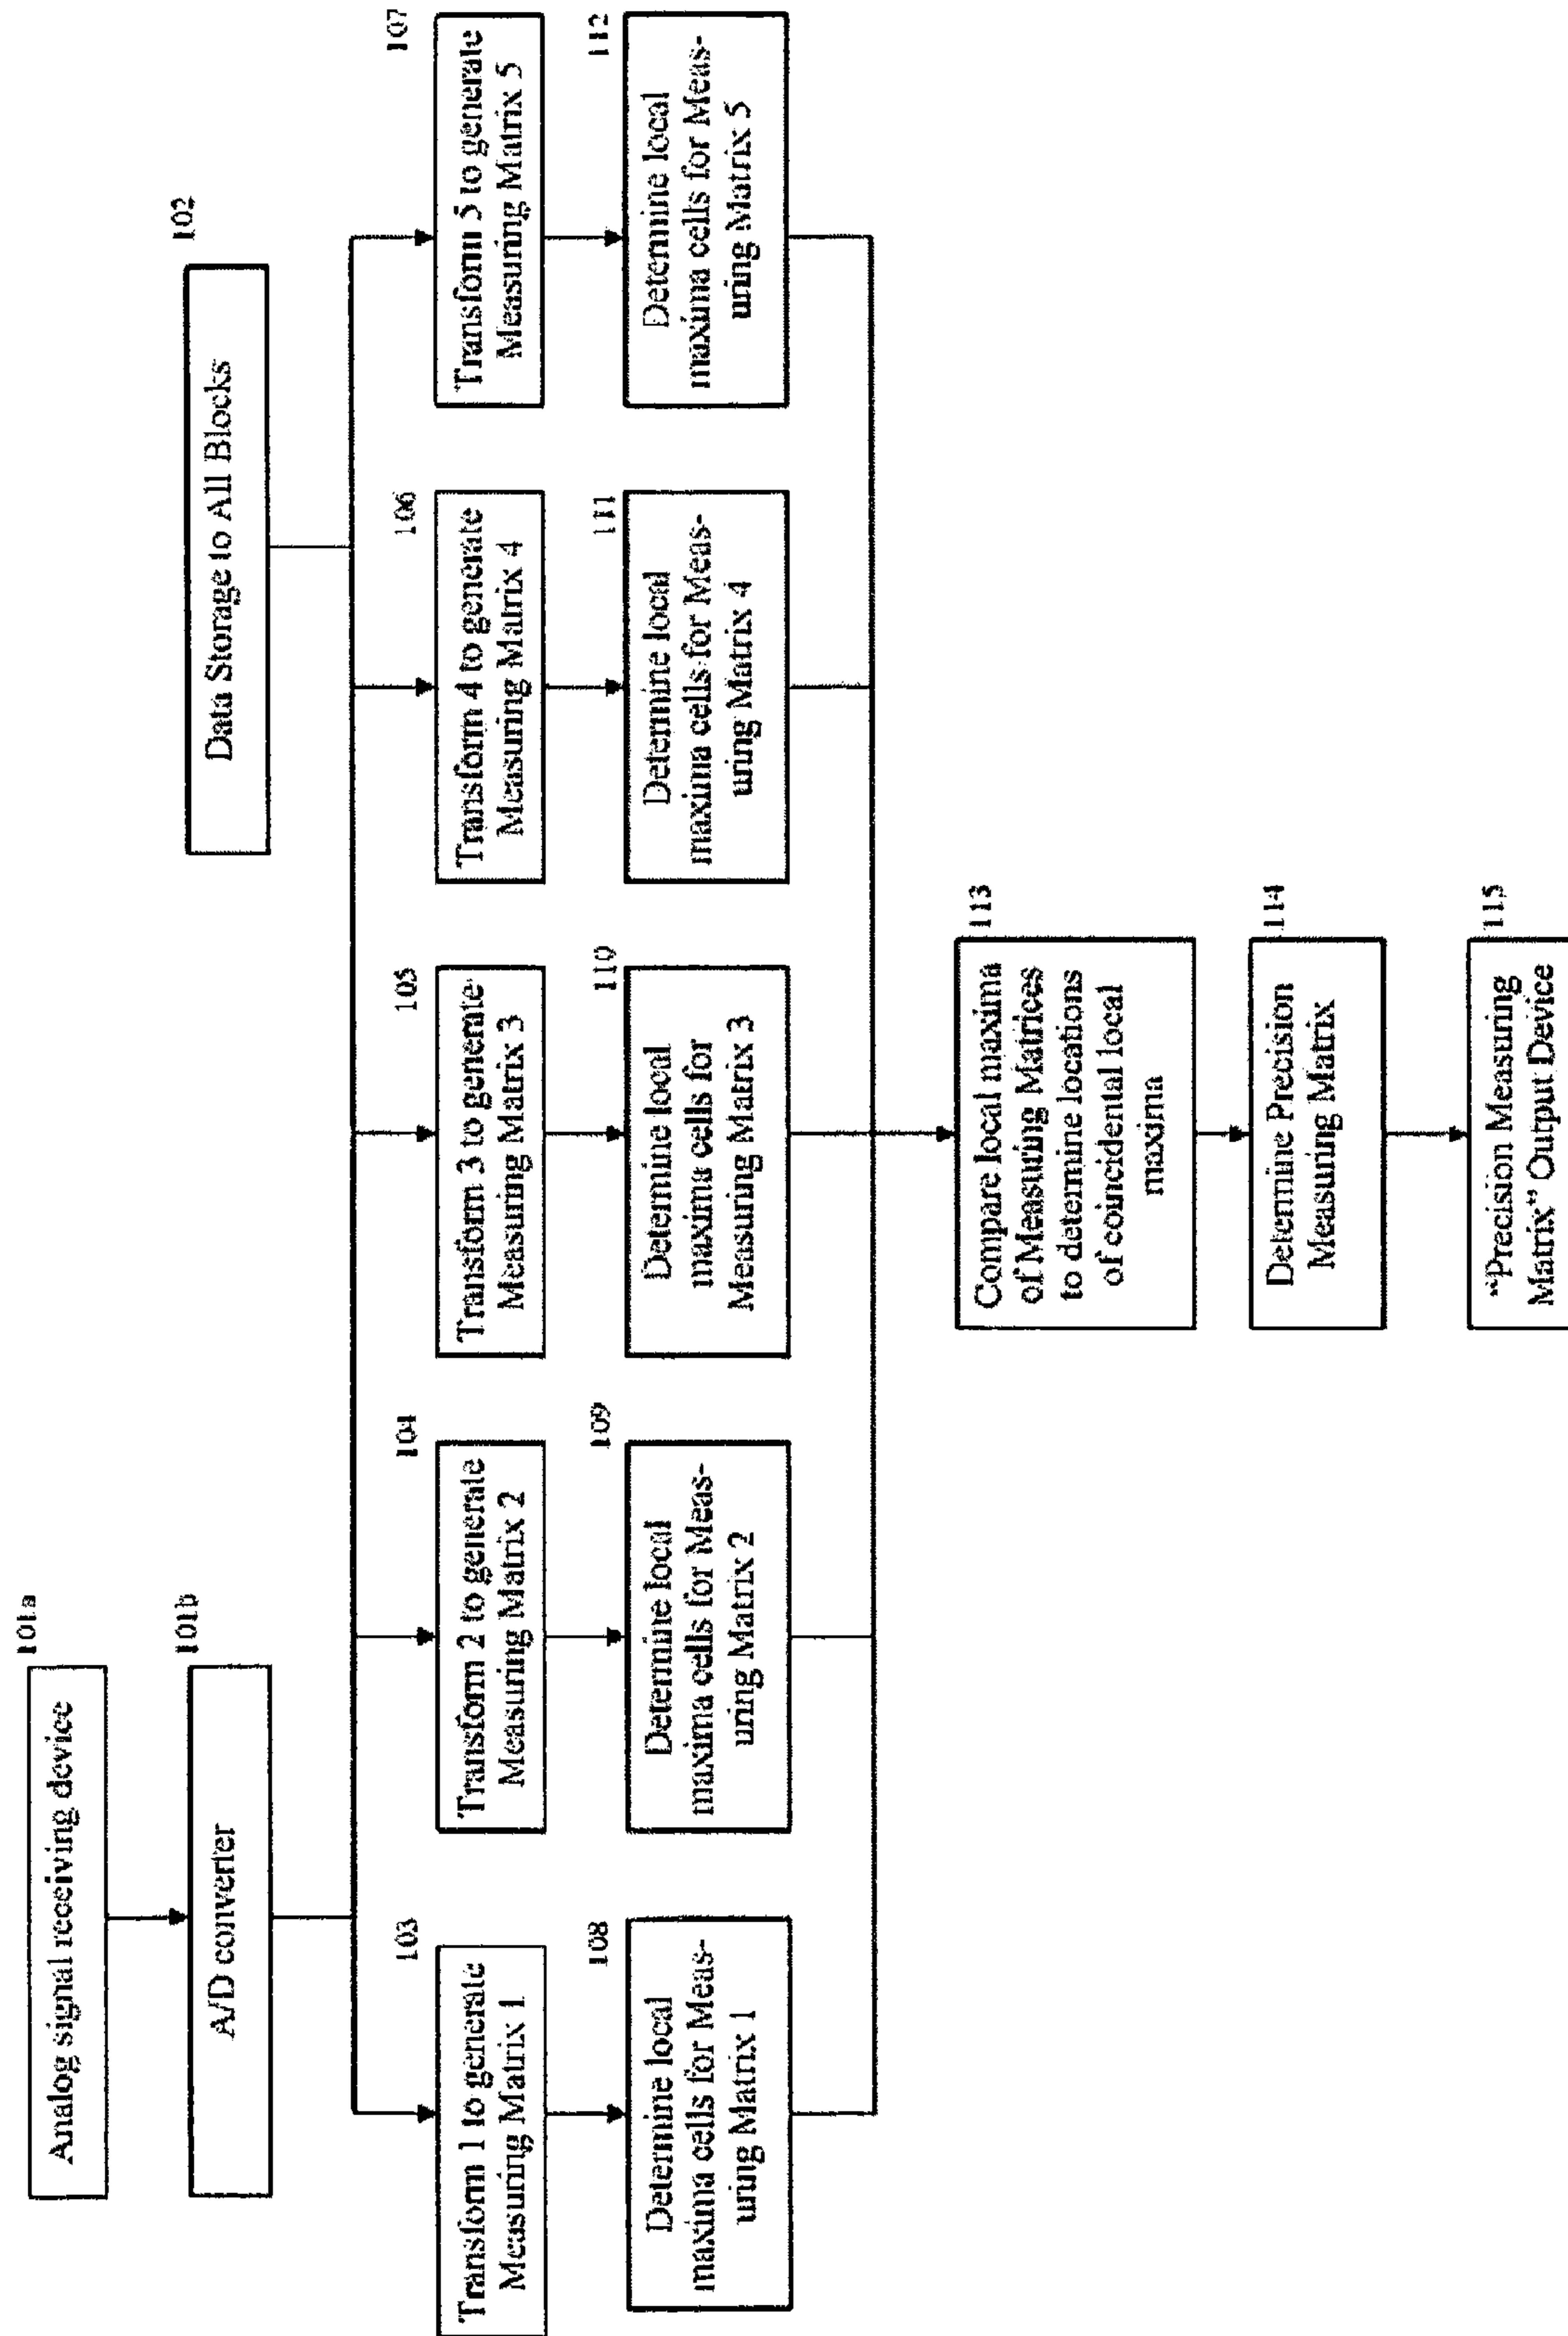 101a
Analog signal receiving device
101b
A/D converter
102
Data Storage to All Blocks
103
Transform 1 to generate
Measuring Matrix 1
104
Transform 2 to generate
Measuring Matrix 2
105
Transform 3 to generate
Measuring Matrix 3
106
Transform 4 to generate
Measuring Matrix 4
107
Transform 5 to generate
Measuring Matrix 5
108
Determine local
maxima cells for Meas-
uring Matrix 1
109
Determine local
maxima cells for Meas-
uring Matrix 2
110
Determine local
maxima cells for
Measuring Matrix 3
111
Determine local
maxima cells for Meas-
uring Matrix 4
112
Determine local
maxima cells for Meas-
uring Matrix 5
113
Compare local maxima
of Measuring Matrices
to determine locations
of coincidental local
maxima
114
Determine Precision
Measuring Matrix
115
“Precision Measuring
Matrix” Output Device